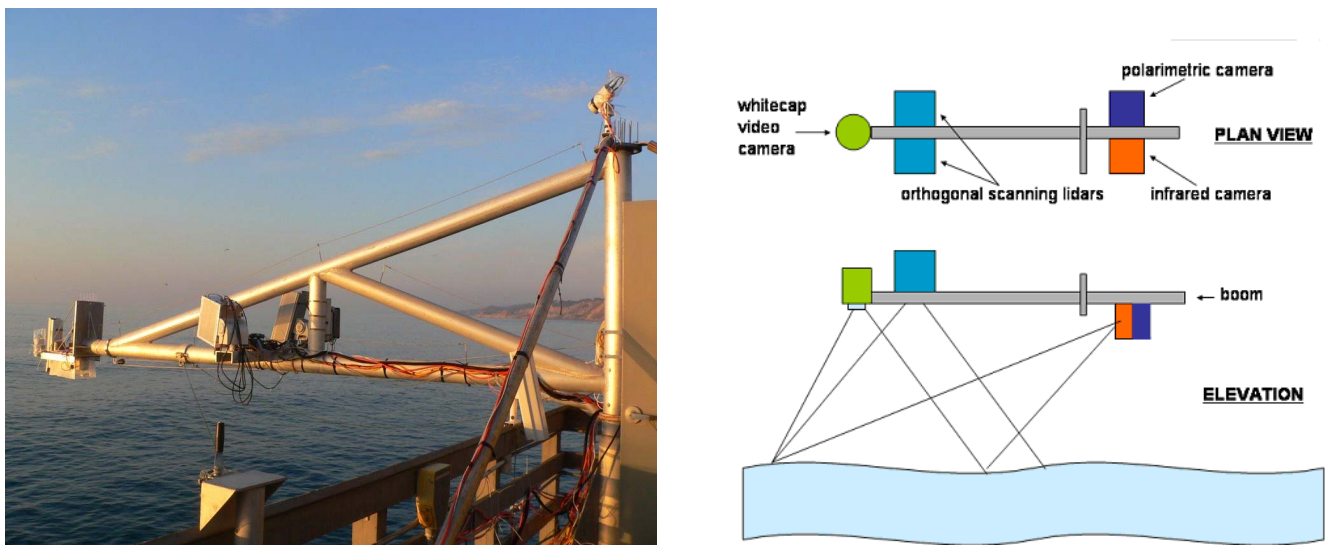 polarimetric camera
whitecap
video
camera
PLAN VIEW
orthogonal scanning lidars
infrared camera
boom
ELEVATION